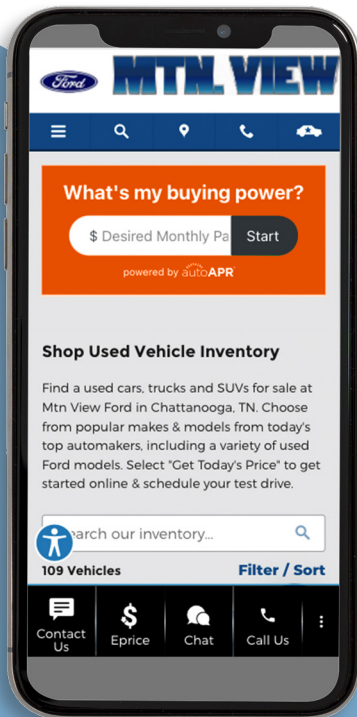 Ford
MTN. VIEW
What's my buying power?
$ Desired Monthly Pa
Start
powered by autoAPR
Shop Used Vehicle Inventory
Find a used cars, trucks and SUVs for sale at
Mtn View Ford in Chattanooga, TN. Choose
from popular makes & models from today's
top automakers, including a variety of used
Ford models. Select "Get Today's Price" to get
started online & schedule your test drive.
earch our inventory...
109 Vehicles
Filter / Sort
Contact
Us
$
Eprice
Chat
Call Us